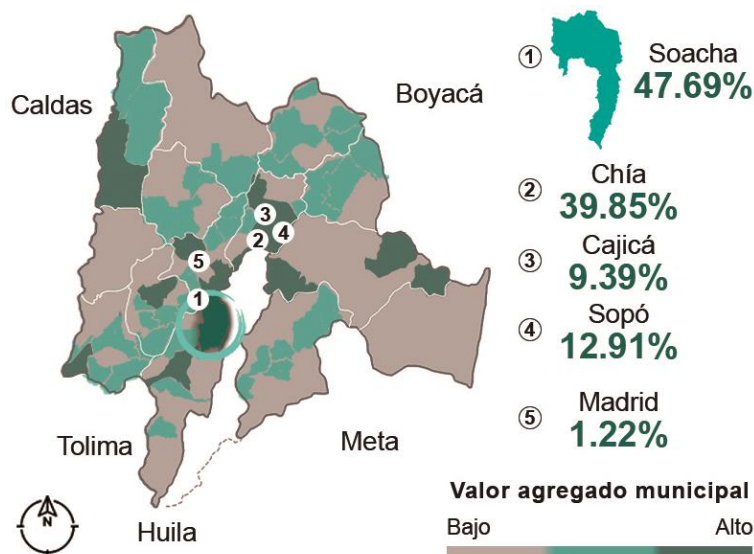 Caldas
Boyacá
Tolima
Meta
Huila
1
2
3
4
5
N
1
Soacha
47.69%
2
Chía
39.85%
3
Cajicá
9.39%
4
Sopó
12.91%
5
Madrid
1.22%
Valor agregado municipal
Bajo
Alto